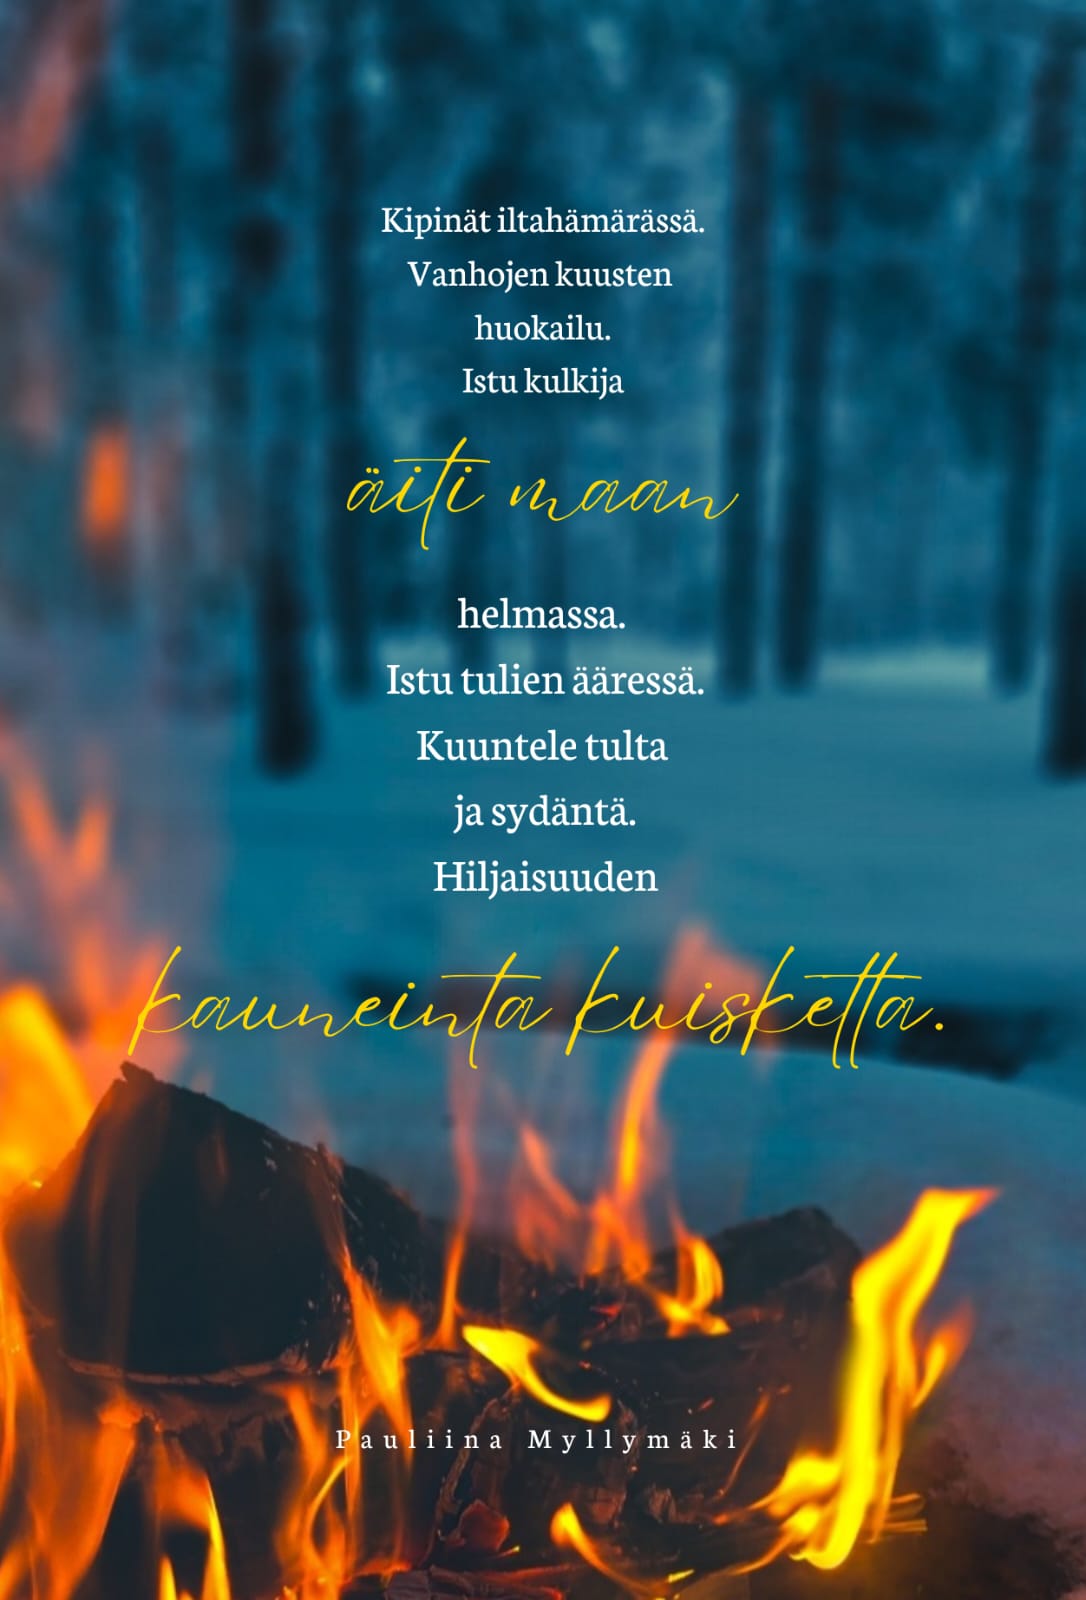 Kipinät iltahämärässä.
Vanhojen kuusten
huokailu.
Istu kulkija
äiti maan
helmassa.
Istu tulien ääressä.
Kuuntele tulta
ja sydäntä.
Hiljaisuuden
kauneinta kuisketta.
Pauliina Myllymäki